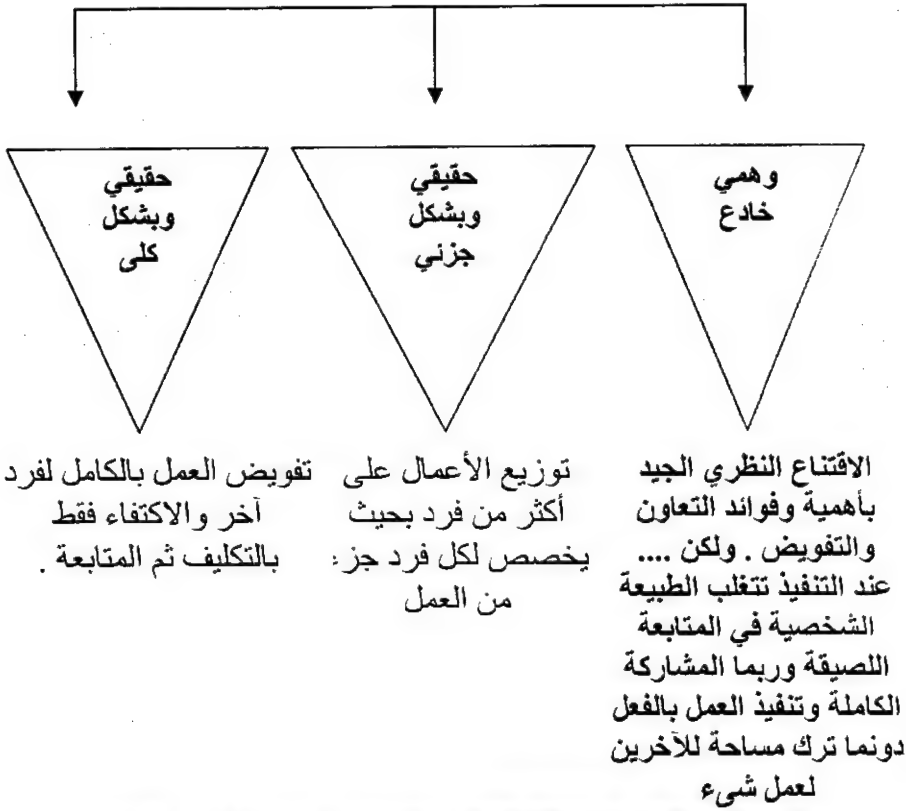 وهمي
خادع
حقيقي
وبشكل
جزئي
حقيقي
وبشكل
كلى
الاقتناع النظري الجيد
بأهمية وفوائد التعاون
والتفويض . ولكن ....
عند التنفيذ تتغلب الطبيعة
الشخصية في المتابعة
اللصيقة وربما المشاركة
الكاملة وتنفيذ العمل بالفعل
دونما ترك مساحة للآخرين
لعمل شىء
توزيع الأعمال على
أكثر من فرد بحيث
يخصص لكل فرد جزء
من العمل
تفويض العمل بالكامل لفرد
آخر والاكتفاء فقط
بالتكليف ثم المتابعة .